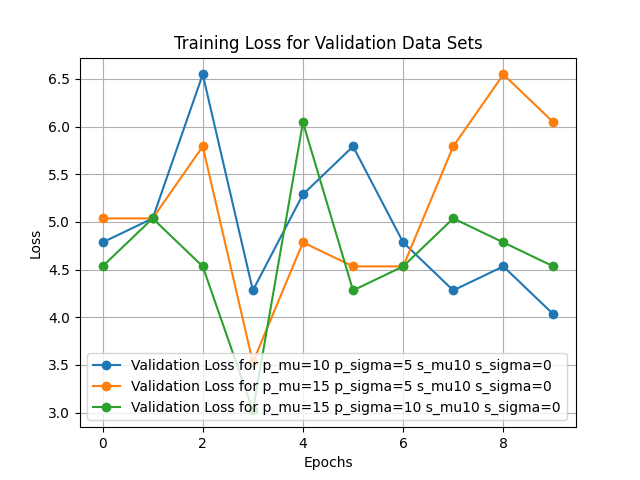 Training Loss for Validation Data Sets
6.5
6.0
5.5
5.0
4.5
4.0
3.5
3.0
Loss
Validation Loss for p_mu=10 p_sigma=5 s_mu10 s_sigma=0
Validation Loss for p_mu=15 p_sigma=5 s_mu10 s_sigma=0
Validation Loss for p_mu=15 p_sigma=10 s_mu10 s_sigma=0
0 2 4 6 8
Epochs